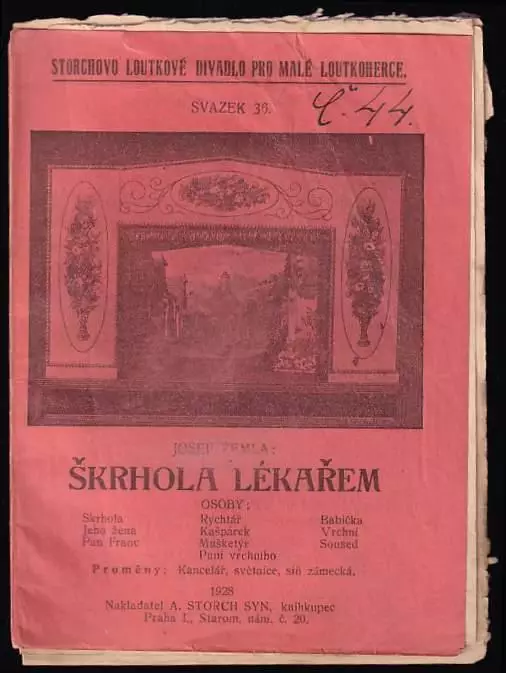 STORCHOVO LOUTKOVÉ DIVADLO PRO MALÉ LOUTKOHERCE.
SVAZEK 36.
č. 44.
JOSEF ZEMLA:
ŠKRHOLA LÉKAŘEM
OSOBY:
Škrhola Rychtář Babička
Jeho žena Kašpárek Vrchní
Pan Franc Mušketýr Soused
Paní vrchního
Proměny: Kancelář, světnice, síň zámecká.
1928
Nakladatel A. STORCH SYN, knihkupec
Praha I., Starom. nám. č. 20.